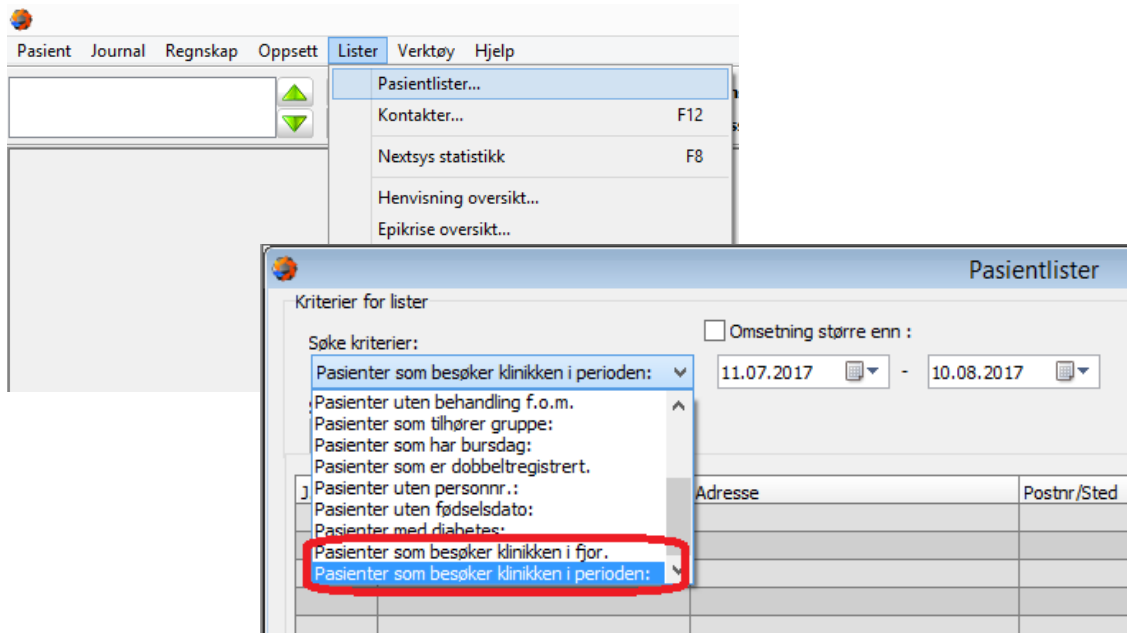 Pasient Journal Regnskap Oppsett Lister Verktøy Hjelp
Pasientlister...
Kontakter... F12
Nextsys statistikk F8
Henvisning oversikt...
Epikrise oversikt...
Pasientlister
Kriterier for lister
Omsetning større enn :
Søke kriterier:
Pasienter som besøker klinikken i perioden: 11.07.2017 - 10.08.2017
Pasienter uten behandling f.o.m.
Pasienter som tilhører gruppe:
Pasienter som har bursdag:
Pasienter som er dobbeltregistrert.
Pasienter uten personnr.:
Pasienter uten fødselsdato:
Pasienter med diabetes:
Pasienter som besøker klinikken i fjor.
Pasienter som besøker klinikken i perioden:
Adresse Postnr/Sted